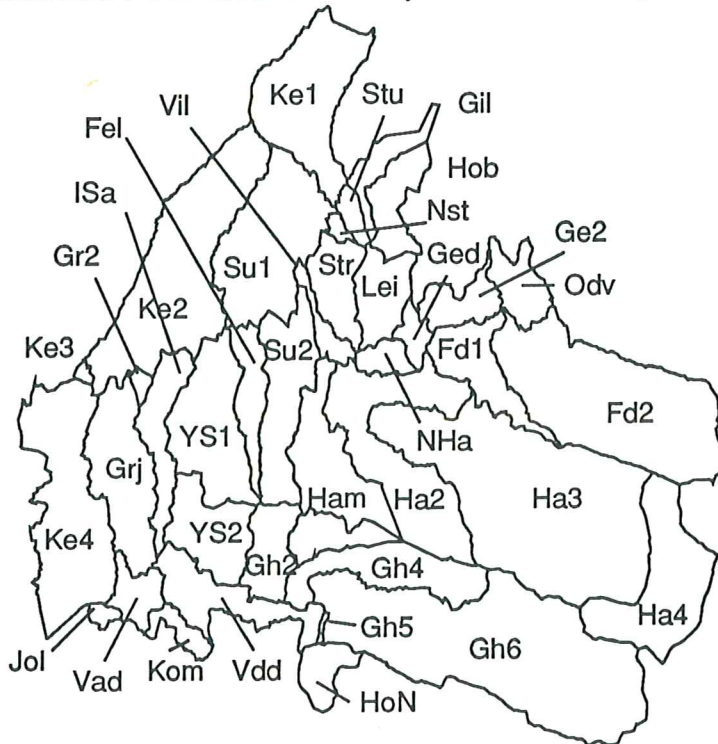 Ke1
Stu
Gil
Vil
Fel
Hob
ISa
Nst
Ge2
Gr2
Su1
Str
Ged
Lei
Odv
Ke2
Ke3
Su2
Fd1
Fd2
YS1
NHa
Grj
Ham
Ha2
Ha3
Ke4
YS2
Gh2
Gh4
Ha4
Gh5
Jol
Vad
Kom
Vdd
Gh6
HoN